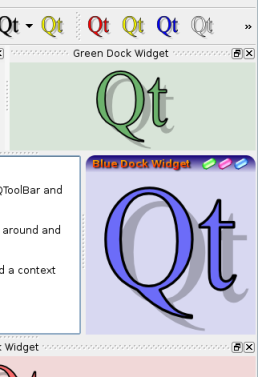 Qt Qt Qt Qt Qt Qt »
Green Dock Widget
Qt
Blue Dock Widget
QToolBar and
around and
d a context
Qt
Widget